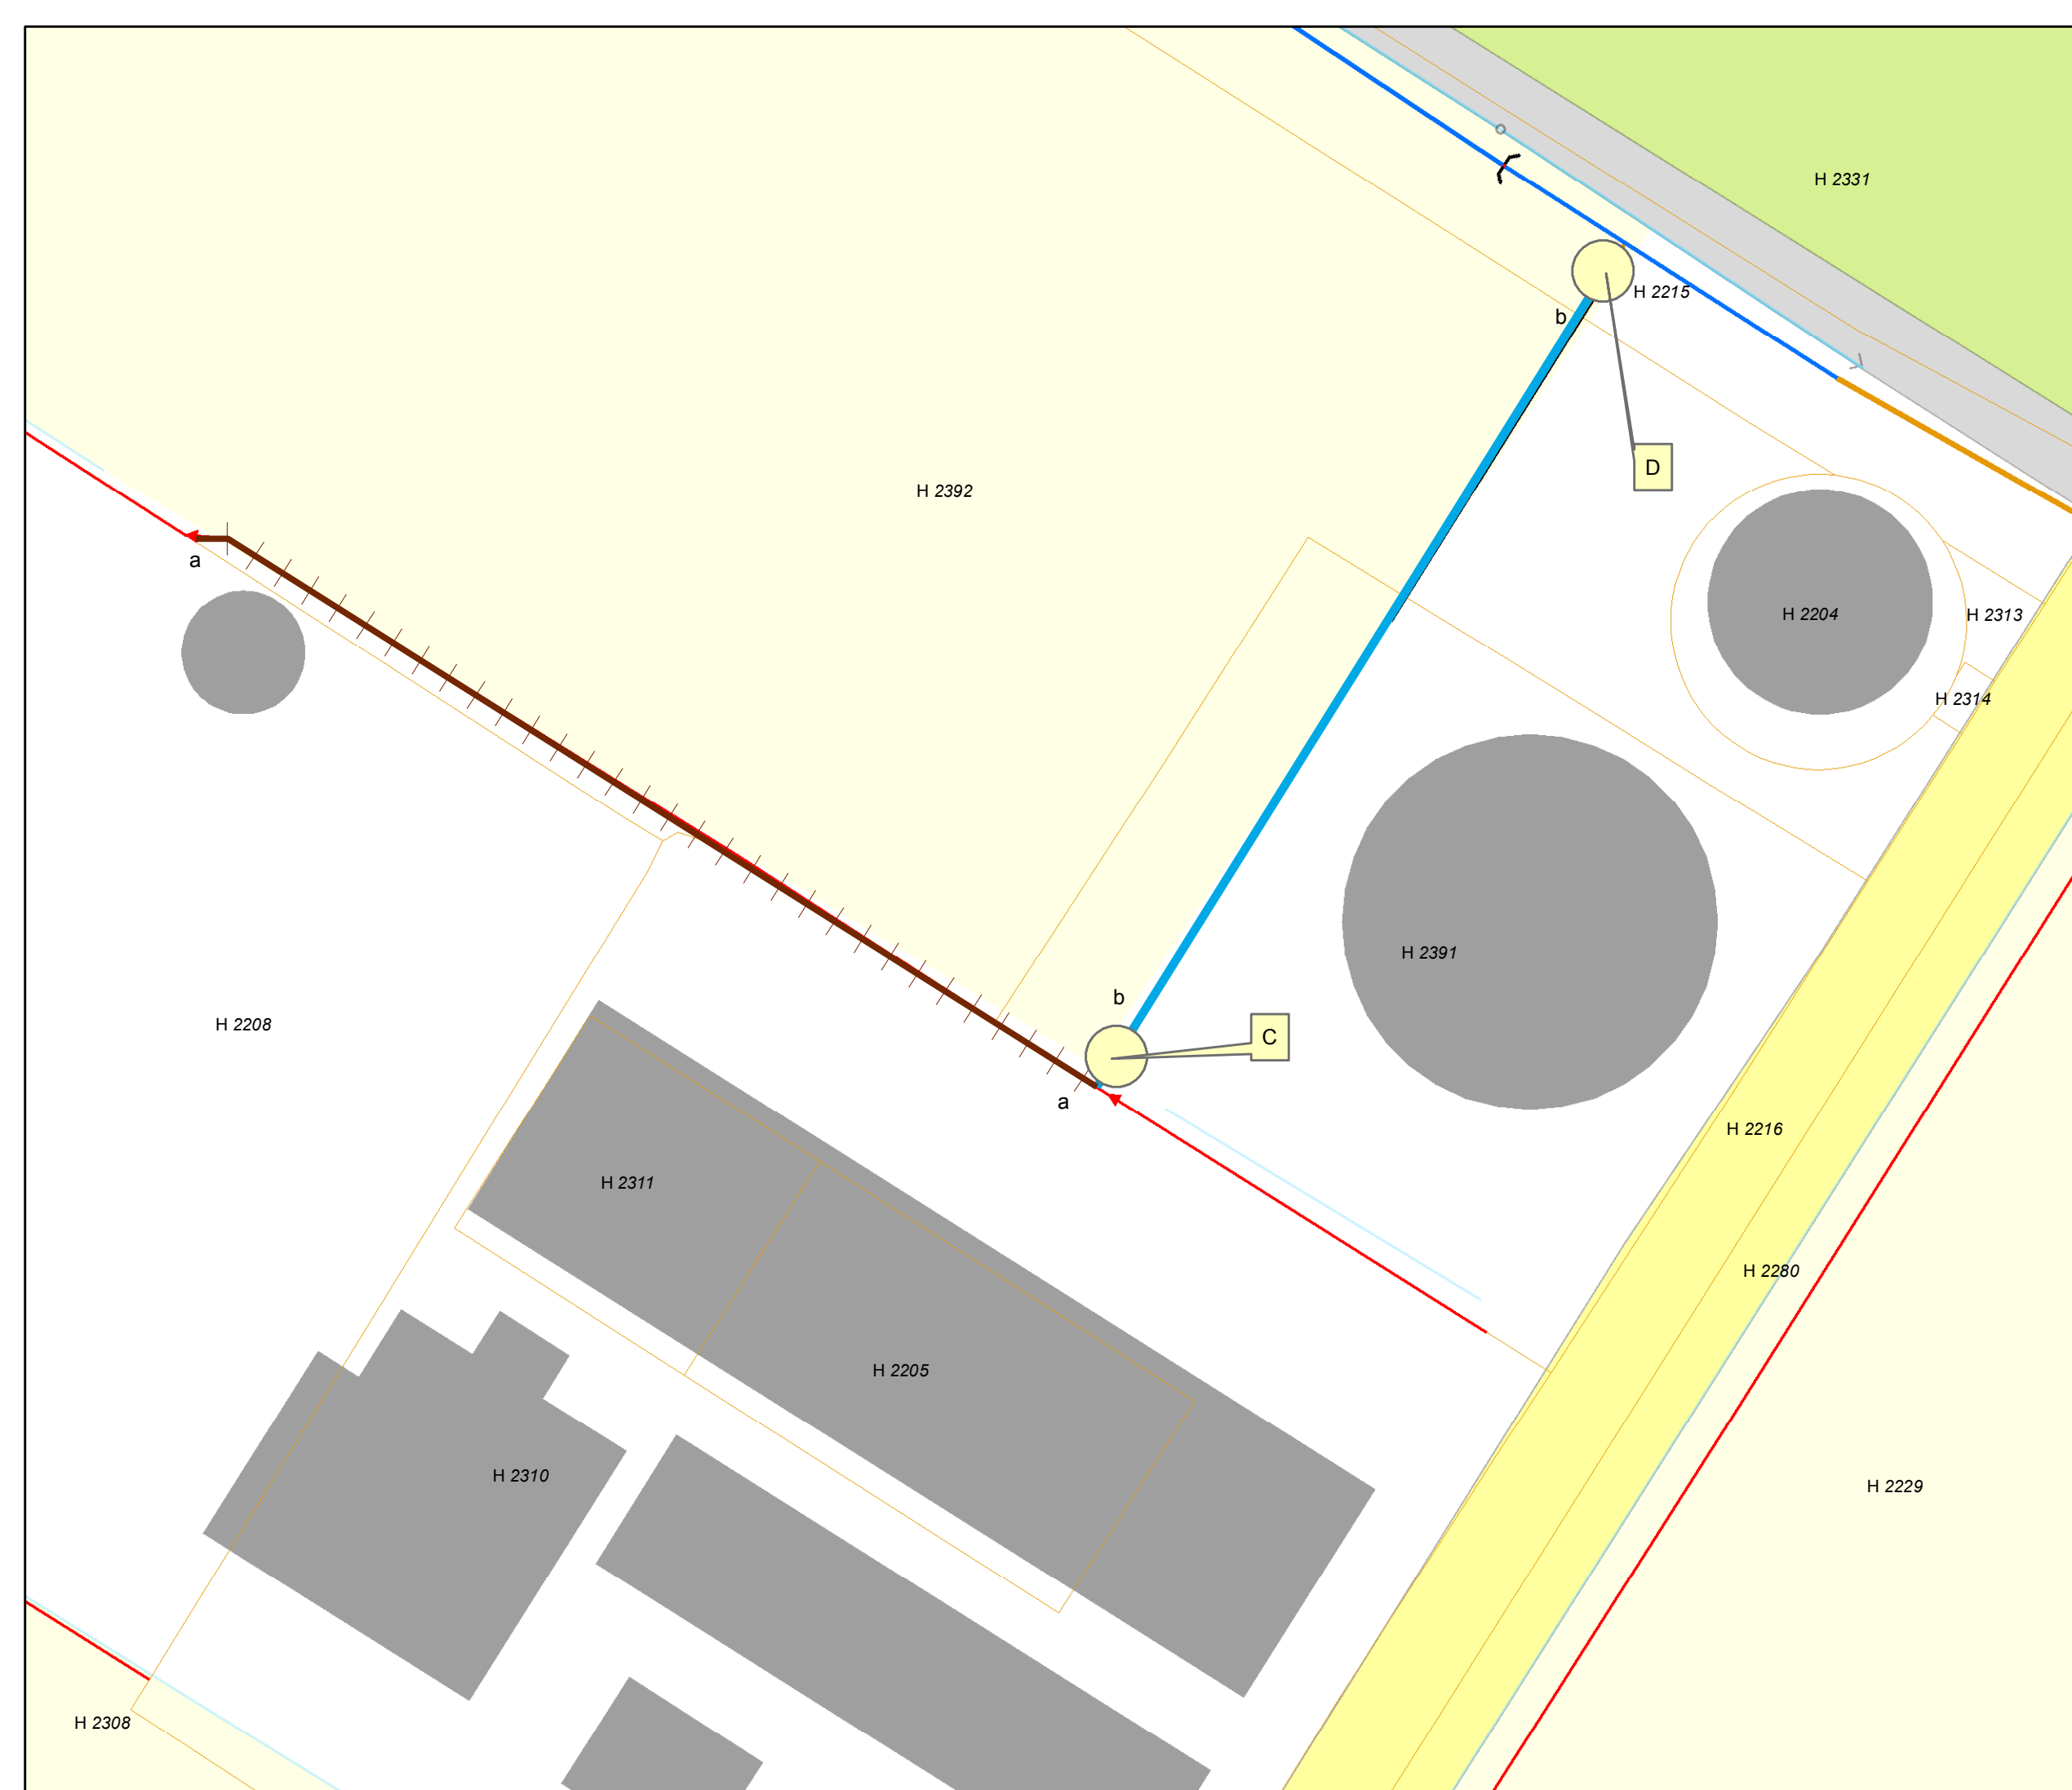 H 2331
H 2215
b
D
H 2392
a
H 2204
H 2313
H 2314
H 2391
b
C
H 2208
a
H 2216
H 2311
H 2280
H 2205
H 2310
H 2229
H 2308